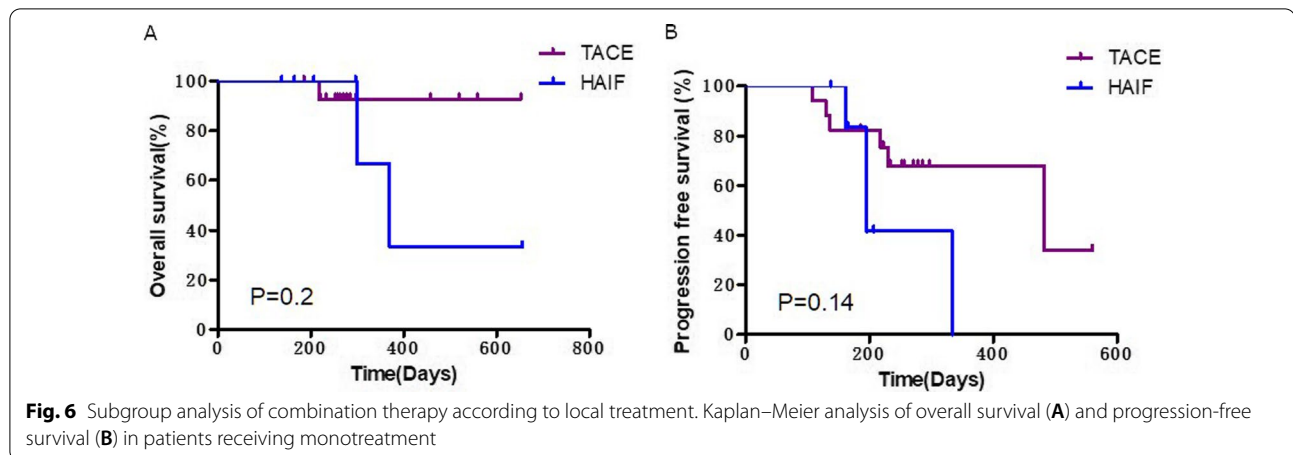 A
TACE
HAIF
Overall survival(%)
100
80
60
40
20
0
P=0.2
0 200 400 600 800
Time(Days)
B
TACE
HAIF
Progression free survival (%)
100
80
60
40
20
0
P=0.14
0 200 400 600
Time(Days)
Fig. 6 Subgroup analysis of combination therapy according to local treatment. Kaplan–Meier analysis of overall survival (A) and progression-free
survival (B) in patients receiving monotreatment